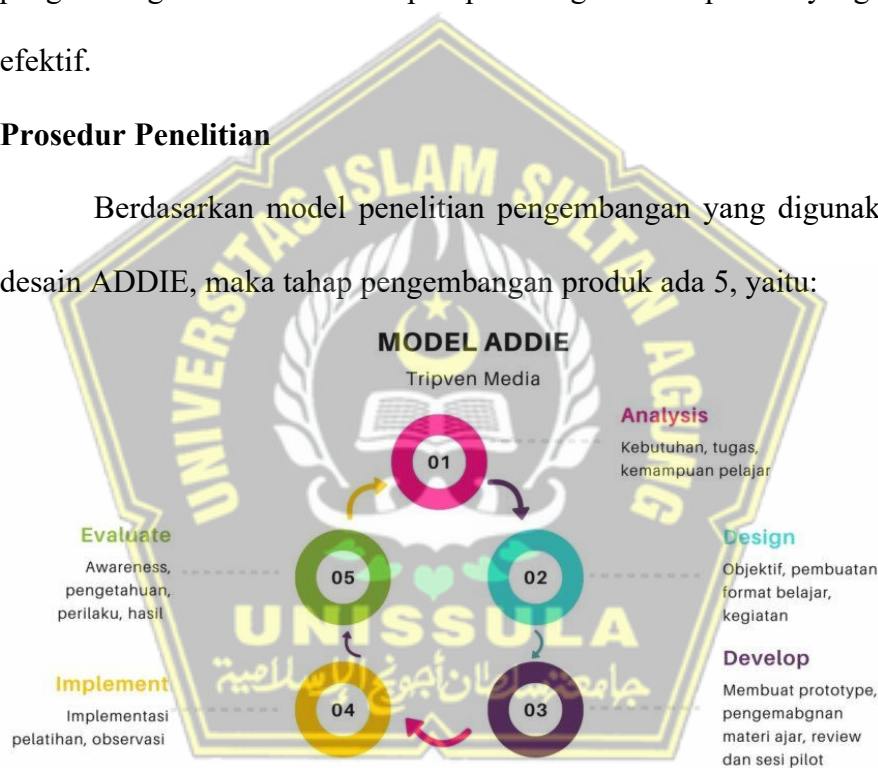 efektif.
Prosedur Penelitian
Berdasarkan model penelitian pengembangan yang digunak
desain ADDIE, maka tahap pengembangan produk ada 5, yaitu:
MODEL ADDIE
Tripven Media
01
Analysis
Kebutuhan, tugas,
kemampuan pelajar
02
Design
Objektif, pembuatan
format belajar,
kegiatan
03
Develop
Membuat prototype,
pengemabgnan
materi ajar, review
dan sesi pilot
04
Implement
Implementasi
pelatihan, observasi
05
Evaluate
Awareness,
pengetahuan,
perilaku, hasil
UNIVERSITAS ISLAM SULTAN AGUNG
UNISSULA
جامعنساطان أجونج الإسلامية